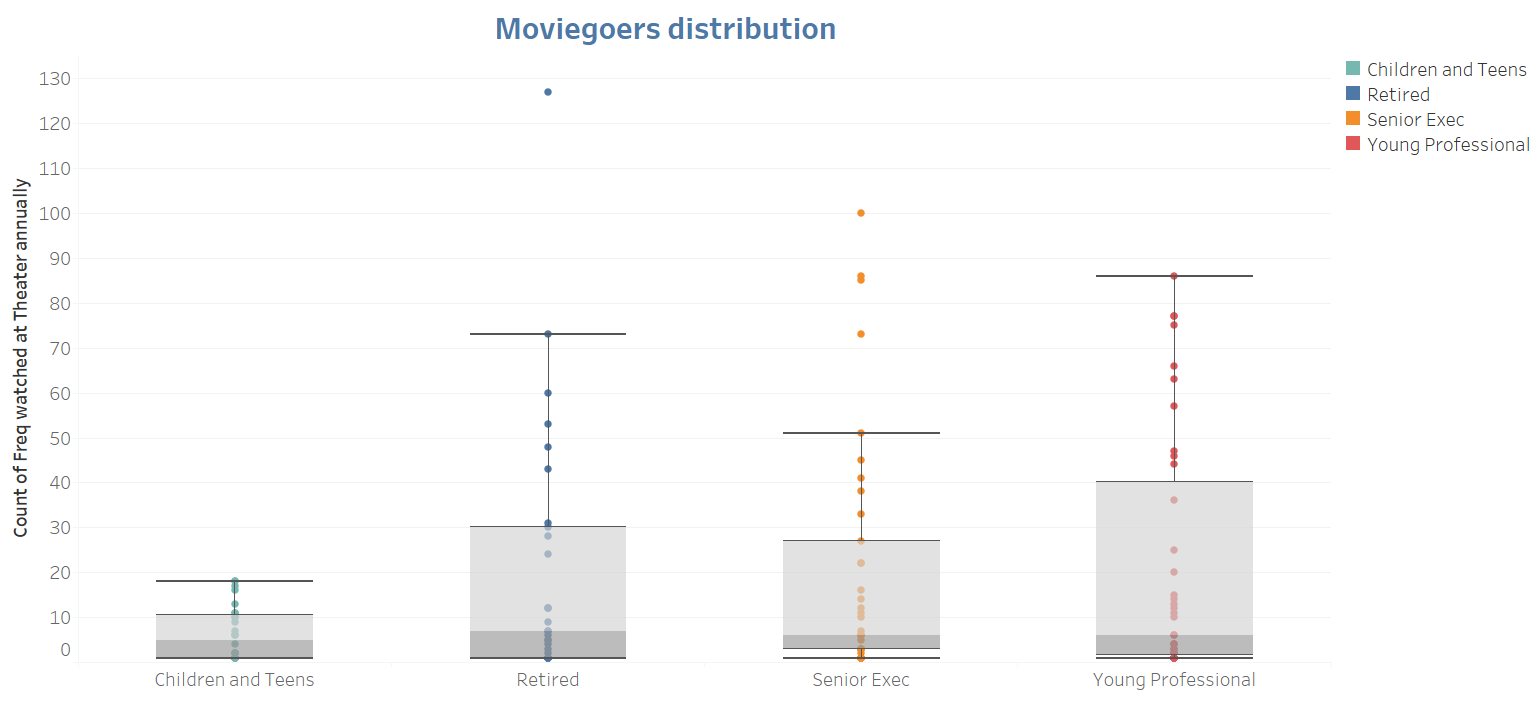 Moviegoers distribution
Children and Teens
Retired
Senior Exec
Young Professional
Count of Freq watched at Theater annually
130
120
110
100
90
80
70
60
50
40
30
20
10
0
Children and Teens
Retired
Senior Exec
Young Professional